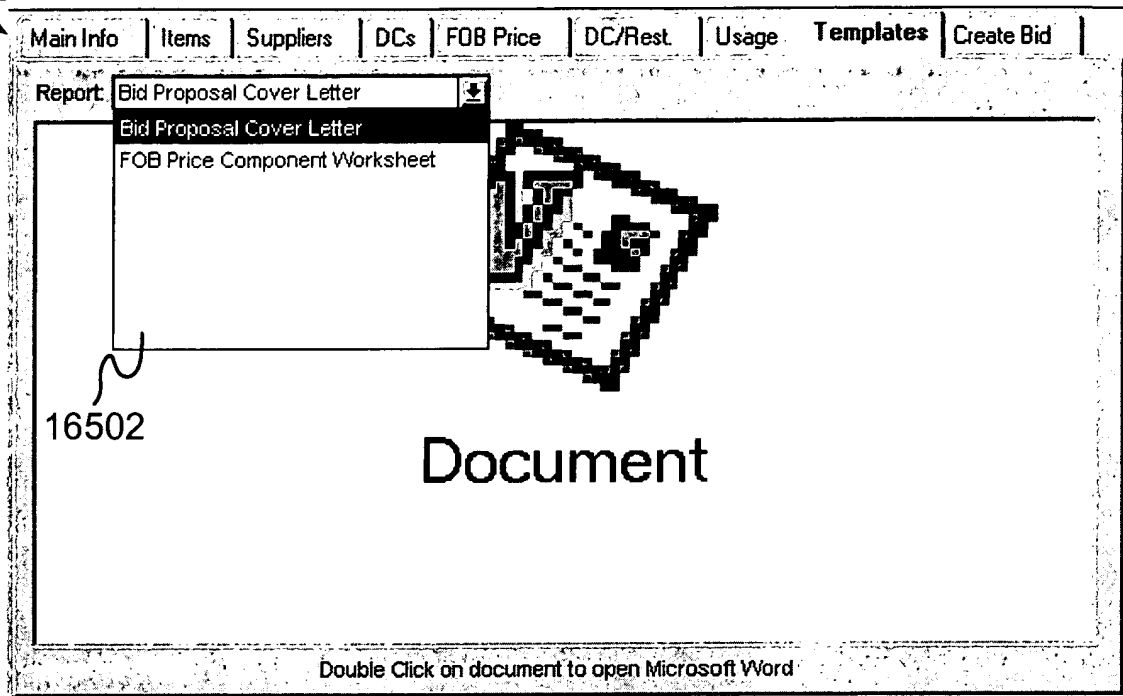 Main Info Items Suppliers DCs FOB Price DC/Rest. Usage Templates Create Bid
Report: Bid Proposal Cover Letter
Bid Proposal Cover Letter
FOB Price Component Worksheet
16502
Document
Double Click on document to open Microsoft Word